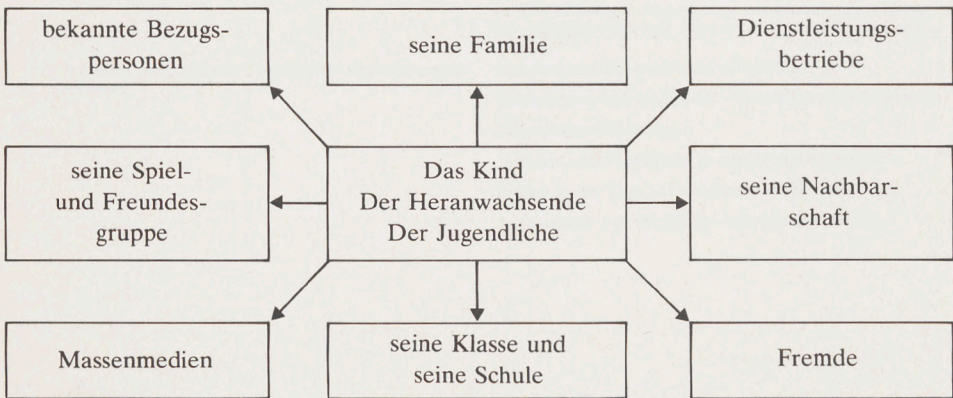 bekannte Bezugs-
personen
seine Familie
Dienstleistungs-
betriebe
seine Spiel-
und Freundes-
gruppe
Das Kind
Der Heranwachsende
Der Jugendliche
seine Nachbar-
schaft
Massenmedien
seine Klasse und
seine Schule
Fremde